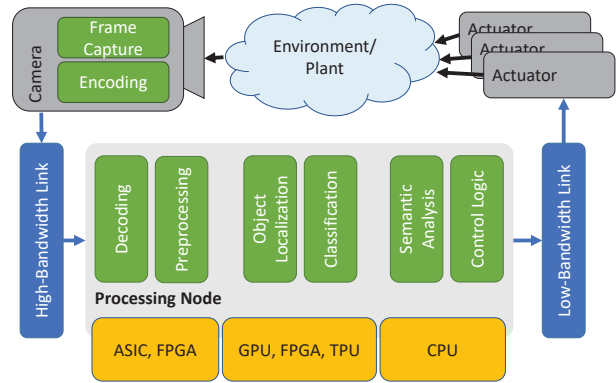 Camera
Frame
Capture
Encoding
Environment/
Plant
Actuator
Actuator
Actuator
High-Bandwidth Link
Decoding
Preprocessing
Object
Localization
Classification
Semantic
Analysis
Control Logic
Low-Bandwidth Link
Processing Node
ASIC, FPGA
GPU, FPGA, TPU
CPU